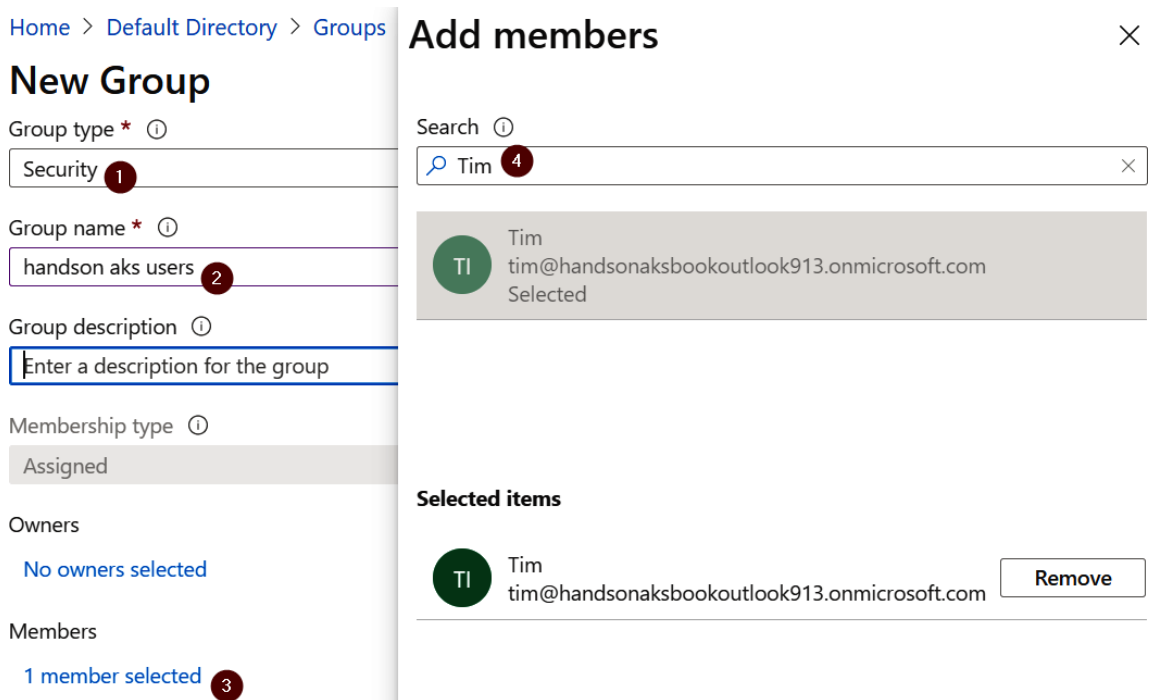 Home > Default Directory > Groups
New Group
Group type *
Security
1
Group name *
handson aks users
2
Group description
Enter a description for the group
Membership type
Assigned
Owners
No owners selected
Members
1 member selected
3
Add members
Search
Tim
4
TI
Tim
tim@handsonaksbookoutlook913.onmicrosoft.com
Selected
Selected items
TI
Tim
tim@handsonaksbookoutlook913.onmicrosoft.com
Remove